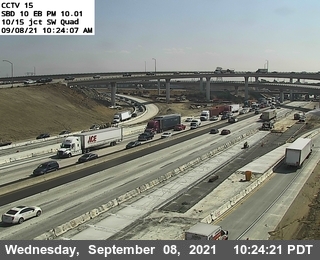 CCTV 15
SBD 10 EB PM 10.01
10/15 jct SW Quad
09/08/21 10:24:07 AM
ACE
Wednesday, September 08, 2021 10:24:21 PDT